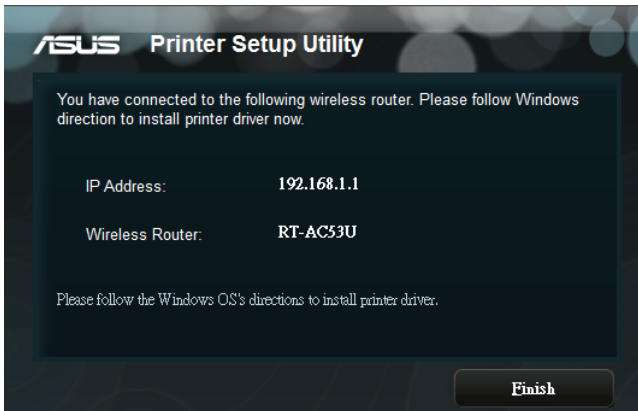 ASUS Printer Setup Utility
You have connected to the following wireless router. Please follow Windows
direction to install printer driver now.
IP Address: 192.168.1.1
Wireless Router: RT-AC53U
Please follow the Windows OS's directions to install printer driver.
Finish